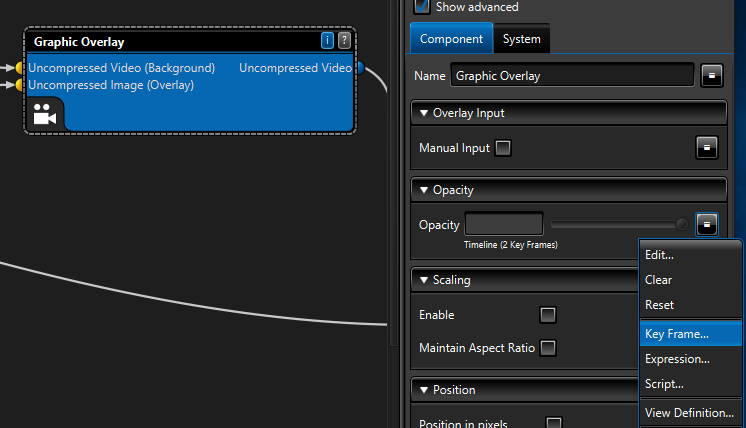 Show advanced
Graphic Overlay
i ?
Uncompressed Video (Background) Uncompressed Video
Uncompressed Image (Overlay)
Component System
Name Graphic Overlay
Overlay Input
Manual Input
Opacity
Opacity
Timeline (2 Key Frames)
Edit...
Clear
Reset
Key Frame...
Expression...
Script...
View Definition...
Scaling
Enable
Maintain Aspect Ratio
Position
Position in pixels